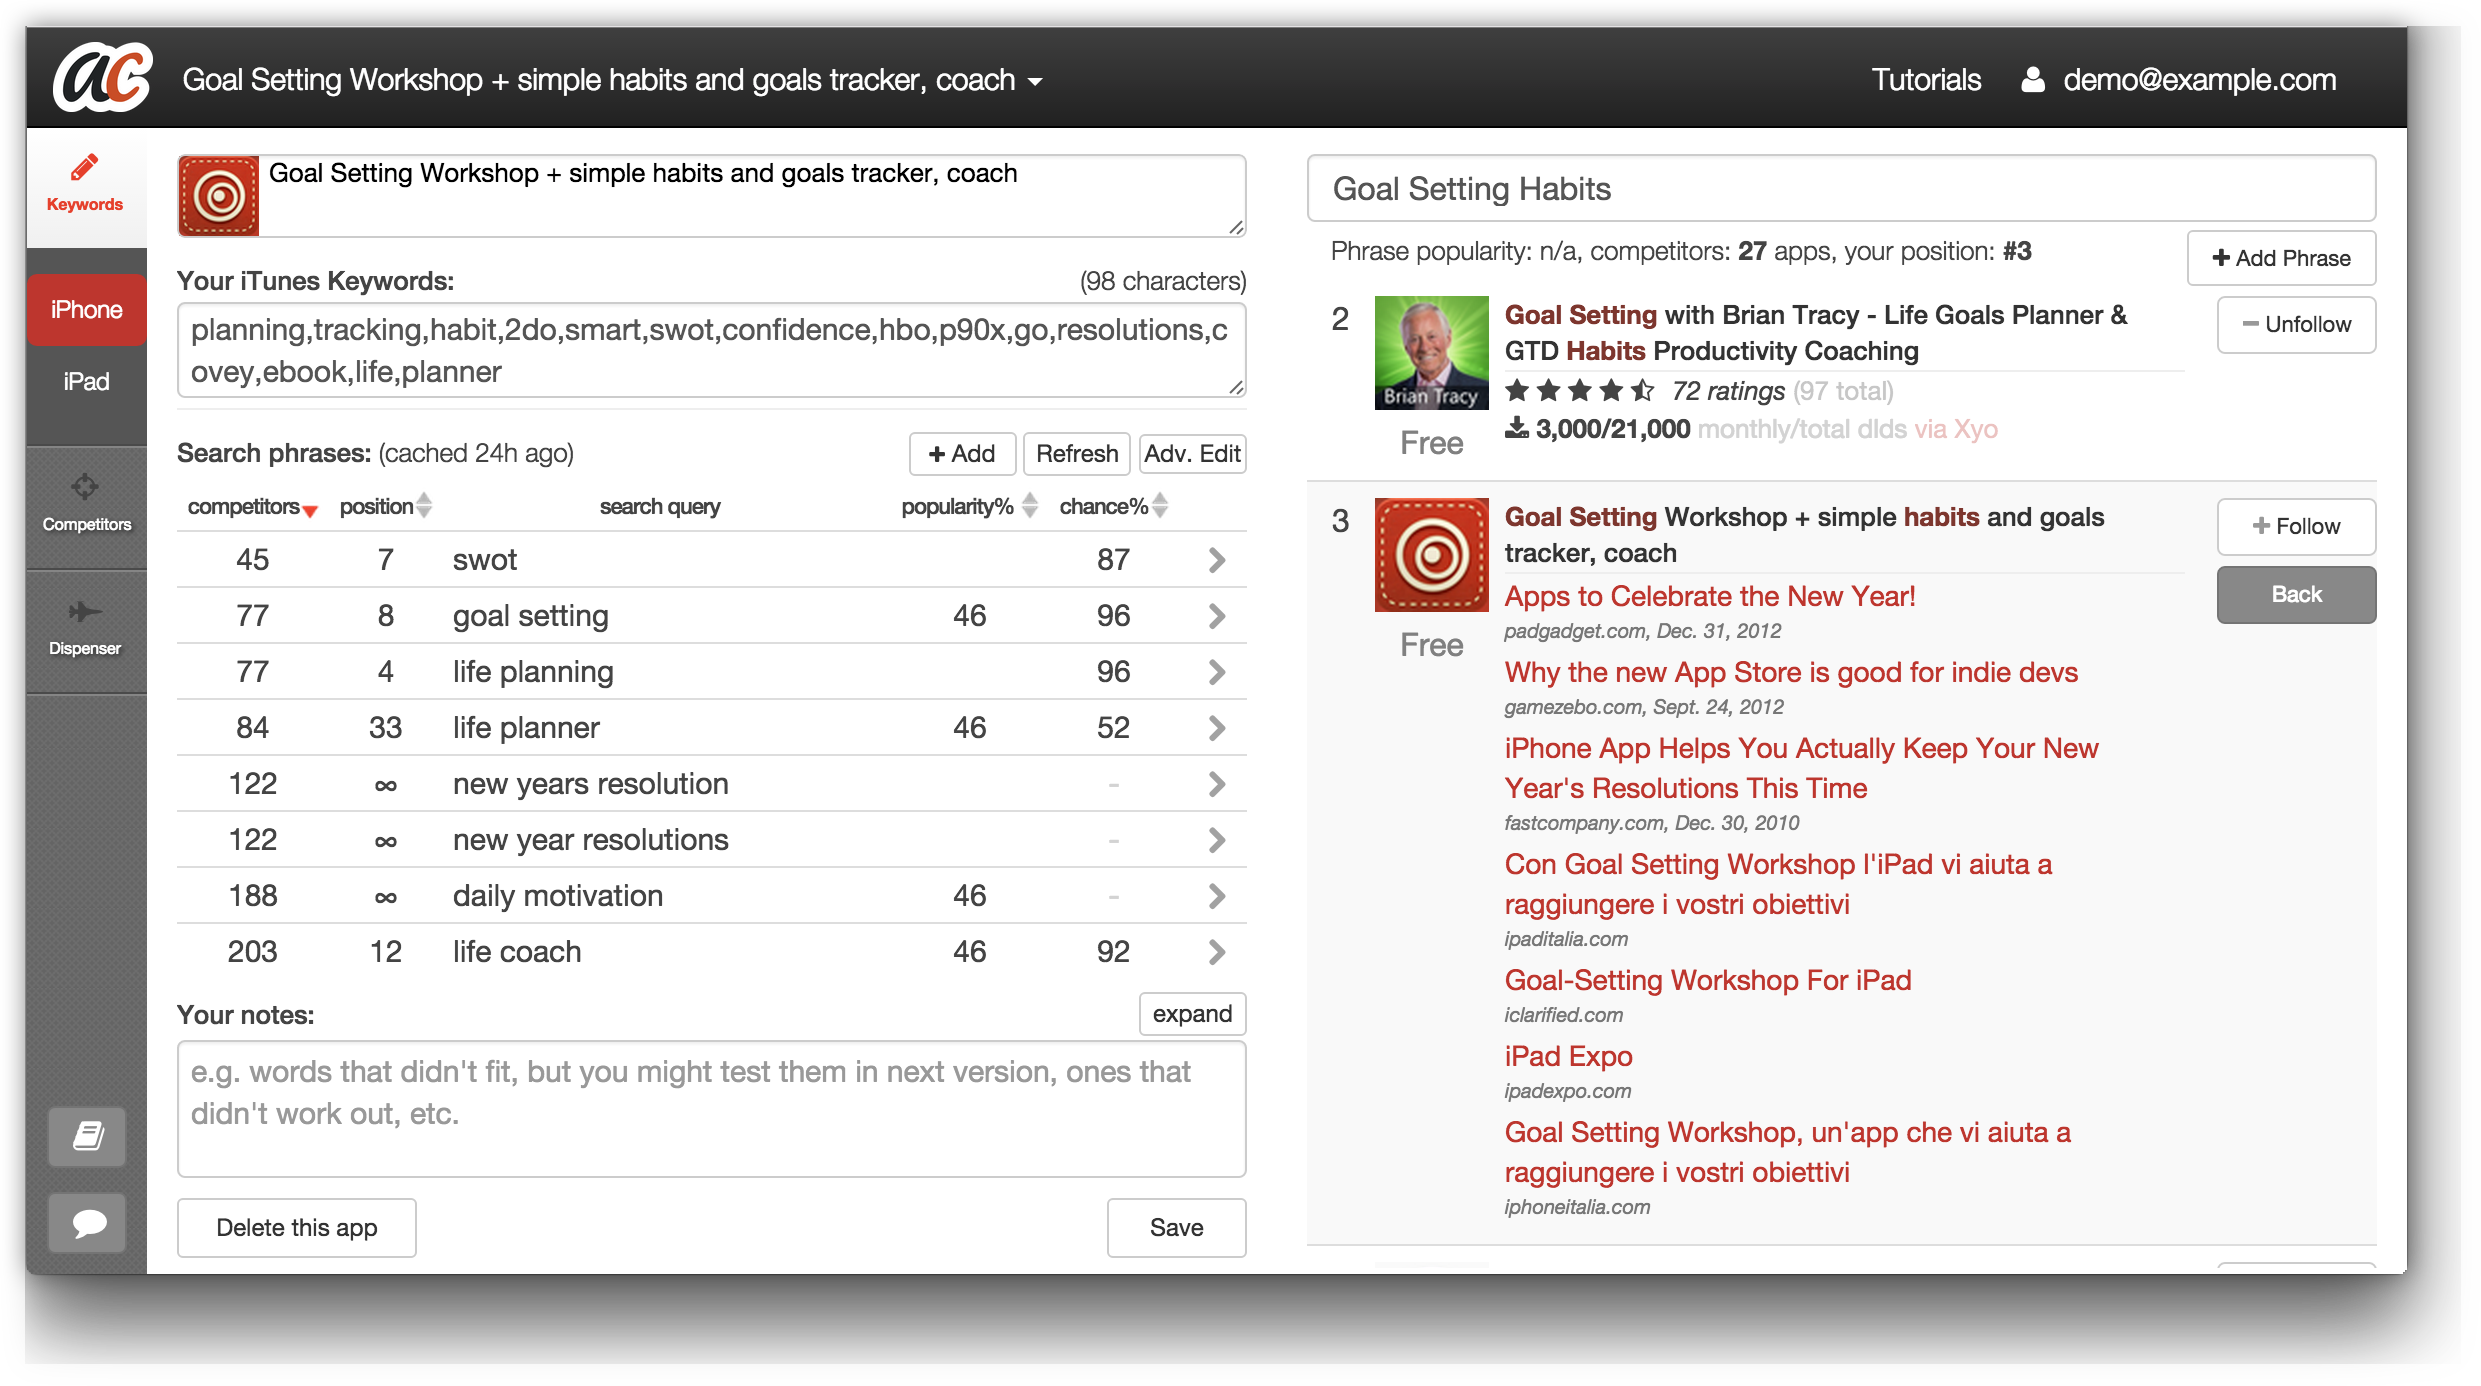 ac
Goal Setting Workshop + simple habits and goals tracker, coach
Tutorials
demo@example.com
Keywords
iPhone
iPad
Competitors
Dispenser
Goal Setting Workshop + simple habits and goals tracker, coach
Your iTunes Keywords: (98 characters)
planning,tracking,habit,2do,smart,swot,confidence,hbo,p90x,go,resolutions,c
ovey,ebook,life,planner
Search phrases: (cached 24h ago)
+ Add
Refresh
Adv. Edit
competitors position search query popularity% chance%
45 7 swot 87
77 8 goal setting 46 96
77 4 life planning 96
84 33 life planner 46 52
122 ∞ new years resolution -
122 ∞ new year resolutions -
188 ∞ daily motivation 46 -
203 12 life coach 46 92
Your notes:
expand
e.g. words that didn't fit, but you might test them in next version, ones that
didn't work out, etc.
Delete this app
Save
Goal Setting Habits
Phrase popularity: n/a, competitors: 27 apps, your position: #3
+ Add Phrase
2
Brian Tracy
Free
Goal Setting with Brian Tracy - Life Goals Planner &
GTD Habits Productivity Coaching
72 ratings (97 total)
3,000/21,000 monthly/total dlds via Xyo
− Unfollow
3
Free
Goal Setting Workshop + simple habits and goals
tracker, coach
+ Follow
Back
Apps to Celebrate the New Year!
padgadget.com, Dec. 31, 2012
Why the new App Store is good for indie devs
gamezebo.com, Sept. 24, 2012
iPhone App Helps You Actually Keep Your New
Year's Resolutions This Time
fastcompany.com, Dec. 30, 2010
Con Goal Setting Workshop l'iPad vi aiuta a
raggiungere i vostri obiettivi
ipaditalia.com
Goal-Setting Workshop For iPad
iclarified.com
iPad Expo
ipadexpo.com
Goal Setting Workshop, un'app che vi aiuta a
raggiungere i vostri obiettivi
iphoneitalia.com